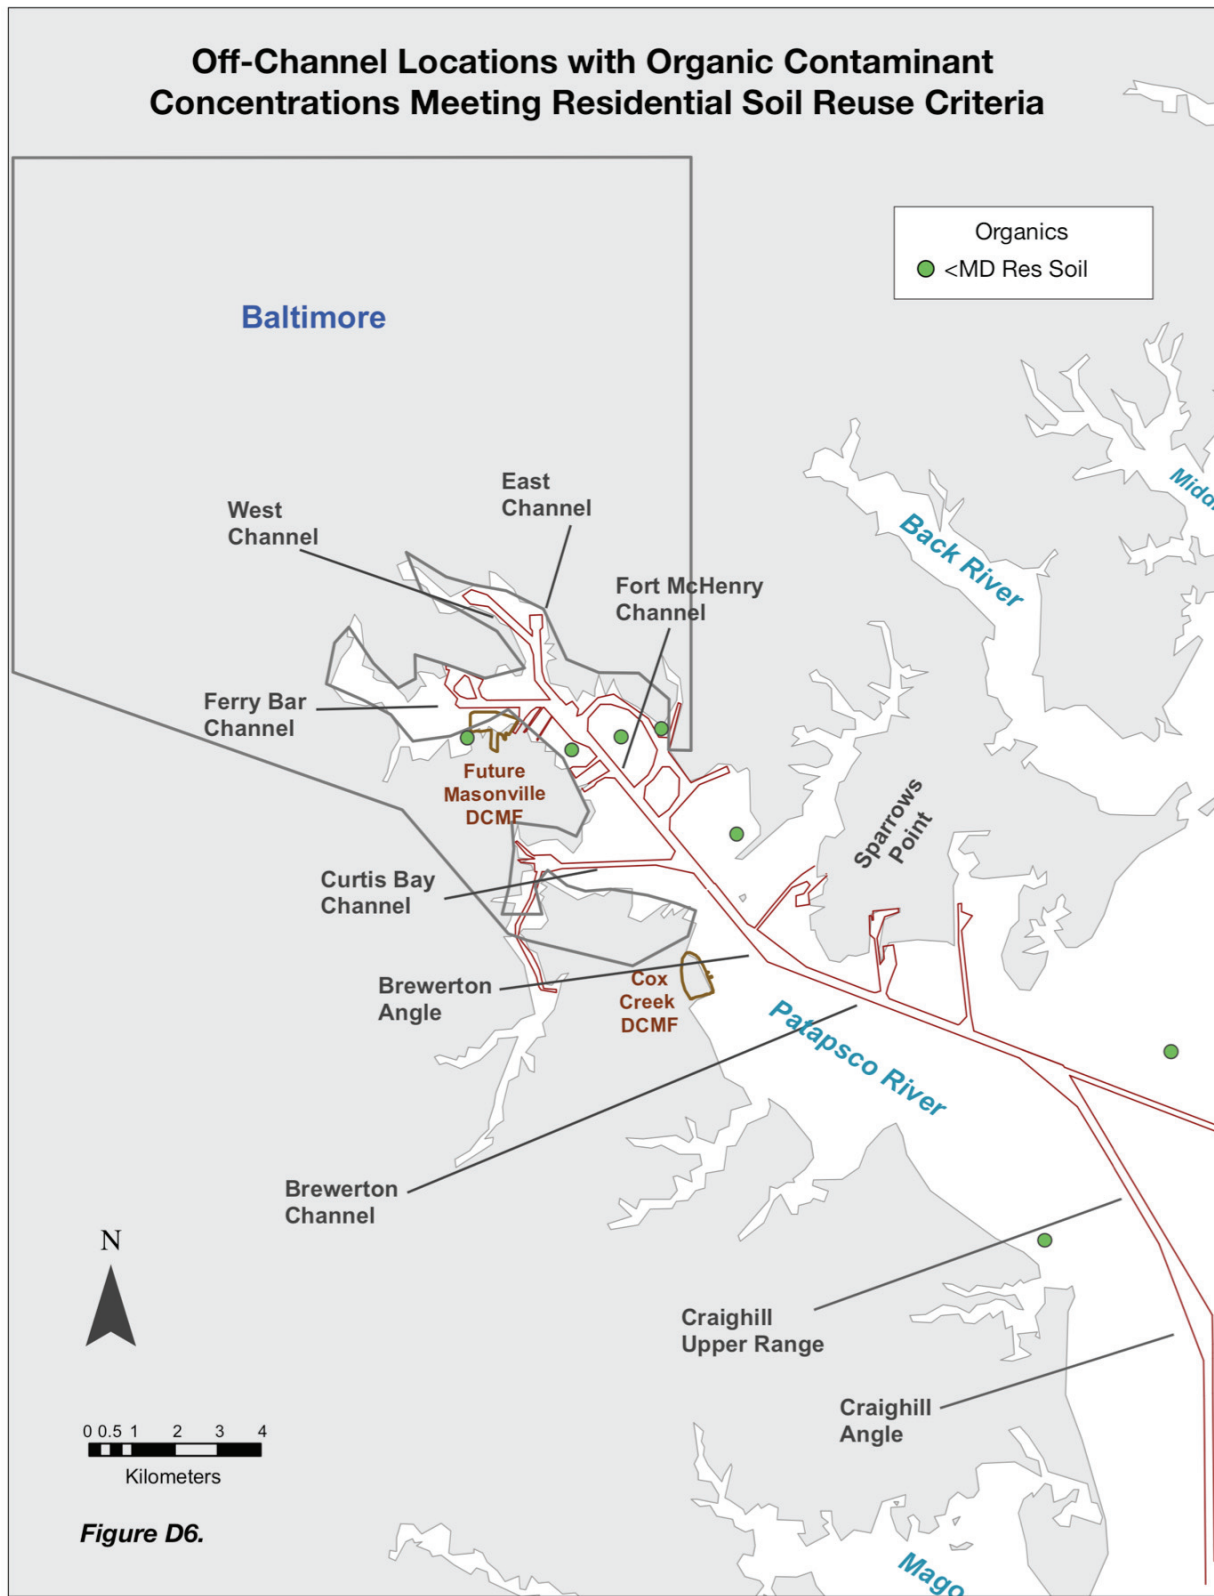 Off-Channel Locations with Organic Contaminant
Concentrations Meeting Residential Soil Reuse Criteria
Organics
<MD Res Soil
Baltimore
East
Channel
West
Channel
Fort McHenry
Channel
Back River
Middl
Ferry Bar
Channel
Future
Masonville
DCMF
Sparrows
Point
Curtis Bay
Channel
Brewerton
Angle
Cox
Creek
DCMF
Patapsco River
Brewerton
Channel
N
Craighill
Upper Range
Craighill
Angle
0 0.5 1 2 3 4
Kilometers
Figure D6.
Mago